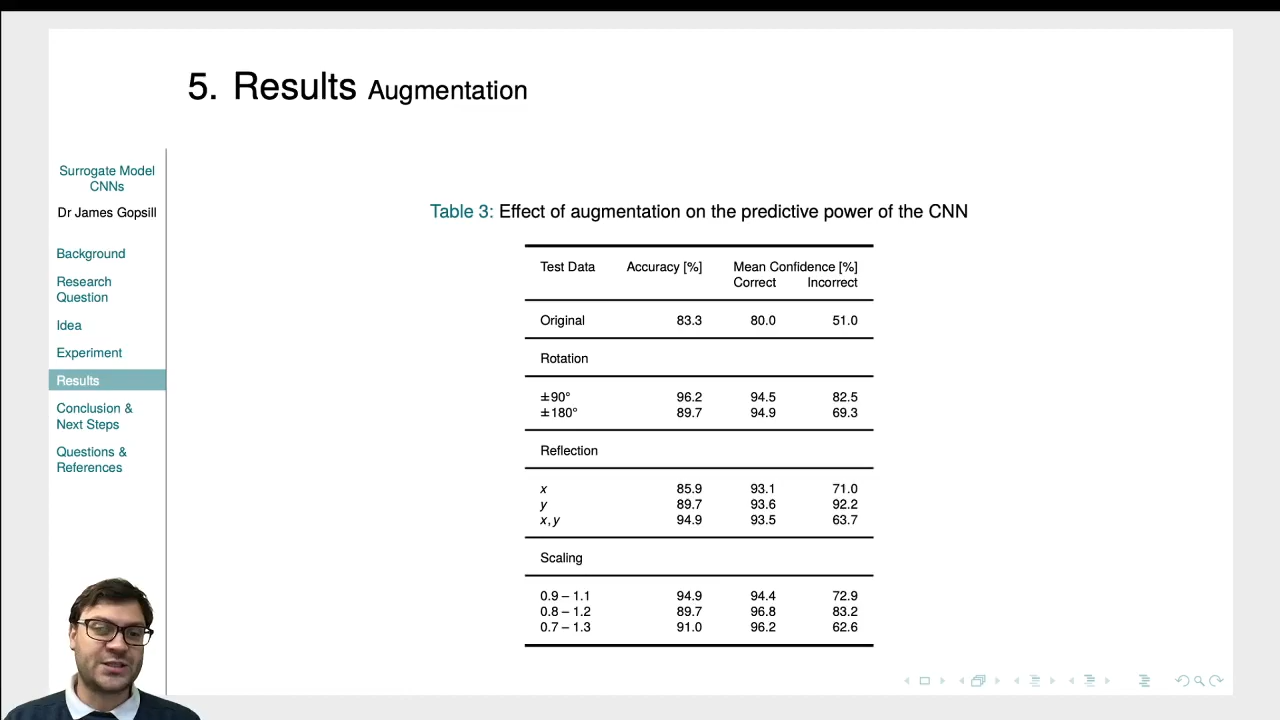 5. Results Augmentation
Surrogate Model
CNNs
Dr James Gopsill
Background
Research
Question
Idea
Experiment
Results
Conclusion &
Next Steps
Questions &
References
Table 3: Effect of augmentation on the predictive power of the CNN
Test Data Accuracy [%] Mean Confidence [%]
Correct Incorrect
Original 83.3 80.0 51.0
Rotation
±90° 96.2 94.5 82.5
±180° 89.7 94.9 69.3
Reflection
x 85.9 93.1 71.0
y 89.7 93.6 92.2
x, y 94.9 93.5 63.7
Scaling
0.9 – 1.1 94.9 94.4 72.9
0.8 – 1.2 89.7 96.8 83.2
0.7 – 1.3 91.0 96.2 62.6